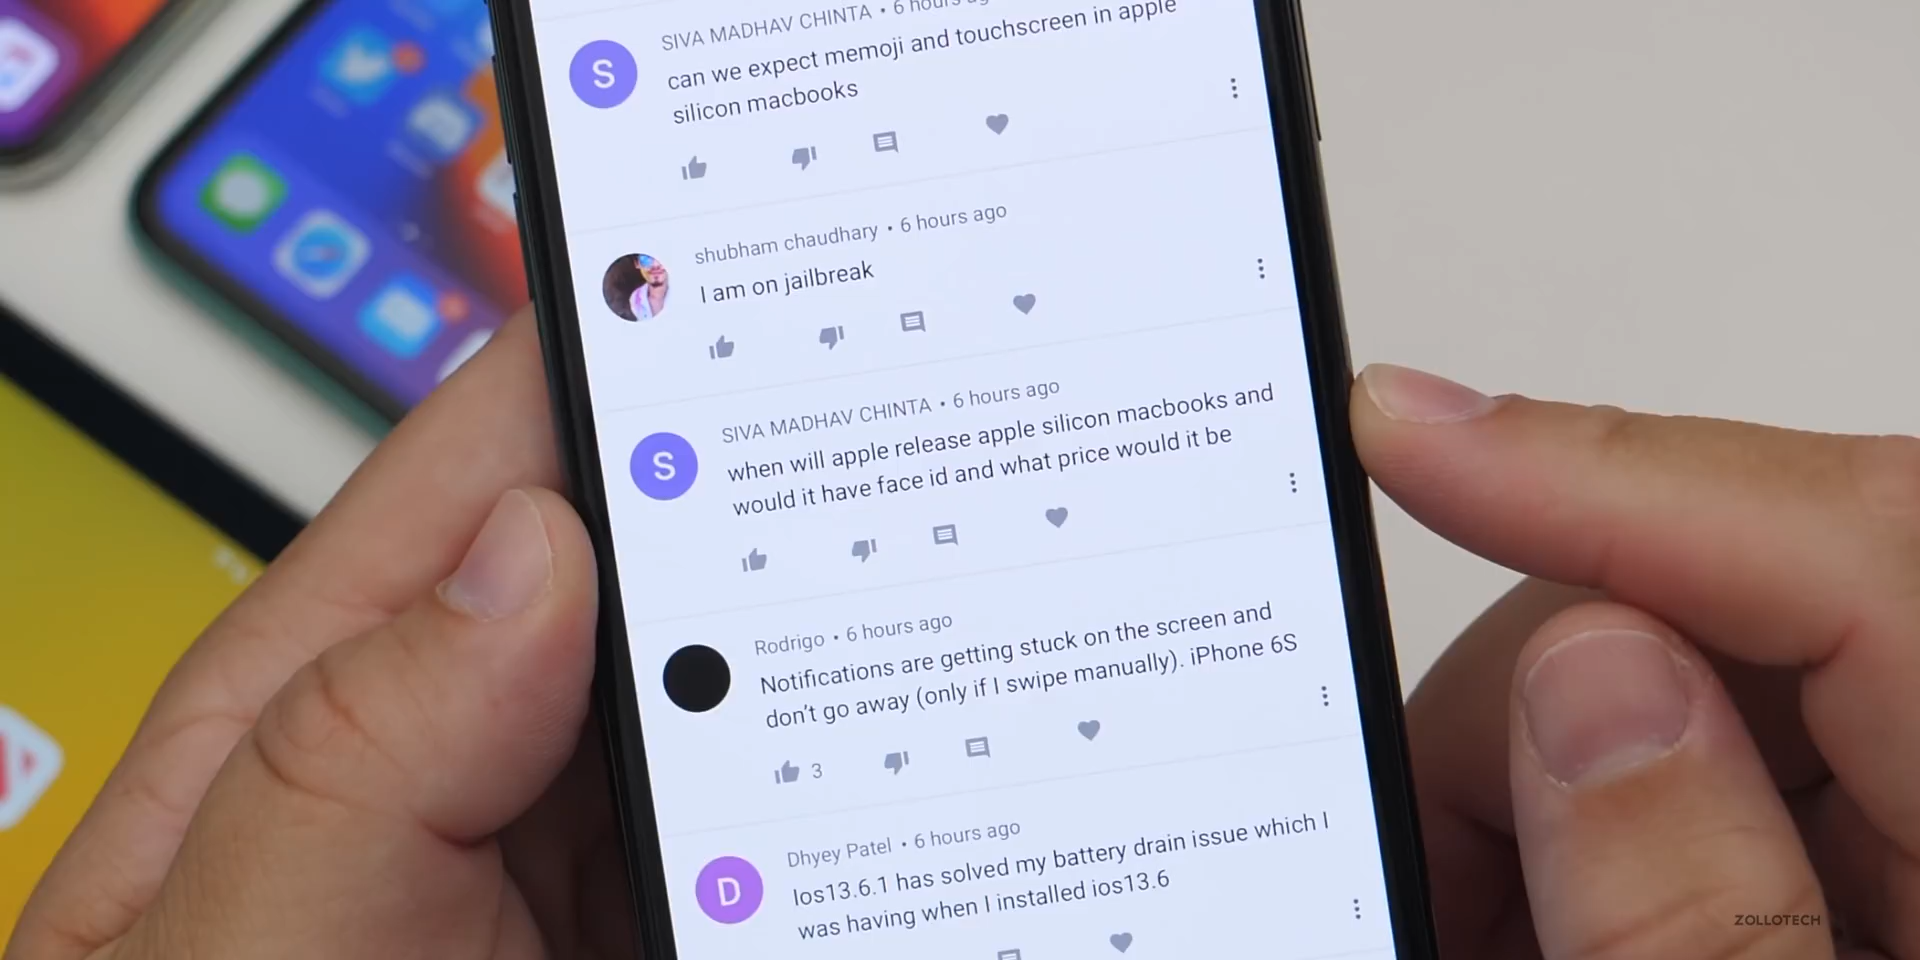 SIVA MADHAV CHINTA • 6 hours ago
can we expect memoji and touchscreen in apple
silicon macbooks
S
shubham chaudhary • 6 hours ago
I am on jailbreak
SIVA MADHAV CHINTA • 6 hours ago
when will apple release apple silicon macbooks and
would it have face id and what price would it be
S
Rodrigo • 6 hours ago
Notifications are getting stuck on the screen and
don't go away (only if I swipe manually). iPhone 6S
3
Dhyey Patel • 6 hours ago
Ios13.6.1 has solved my battery drain issue which I
was having when I installed ios13.6
D
ZOLLOTECH